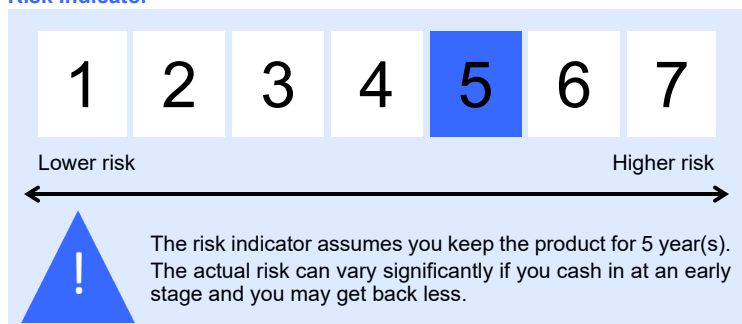 Risk Indicator
1 2 3 4 5 6 7
Lower risk Higher risk
! The risk indicator assumes you keep the product for 5 year(s).
The actual risk can vary significantly if you cash in at an early
stage and you may get back less.